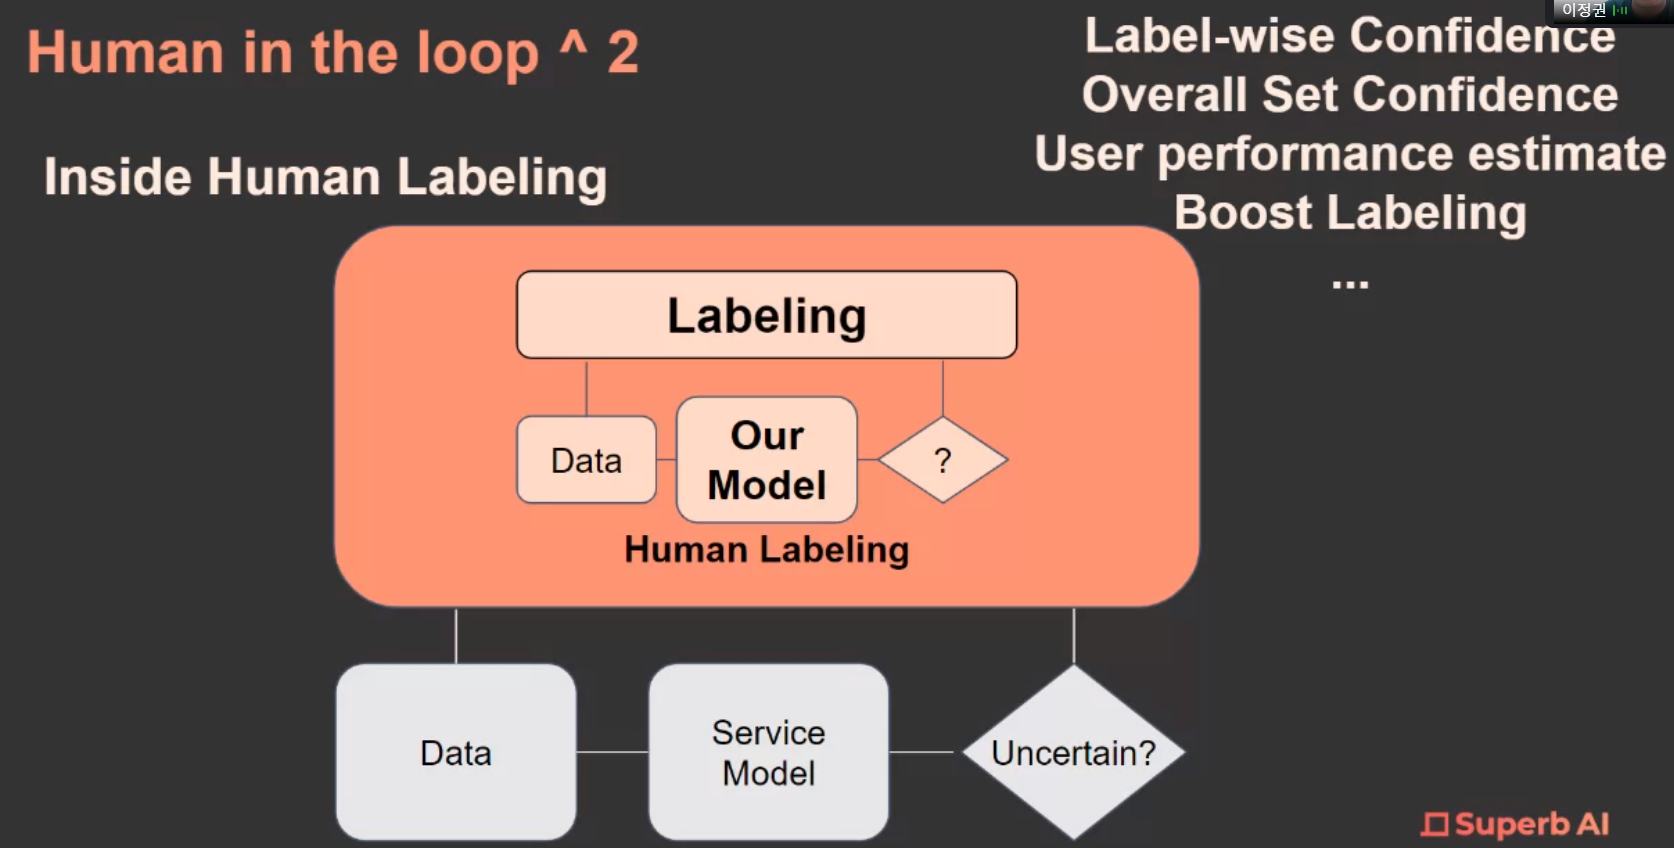 이정권
Human in the loop ^ 2
Label-wise Confidence
Overall Set Confidence
User performance estimate
Boost Labeling
...
Inside Human Labeling
Labeling
Data
Our
Model
?
Human Labeling
Data
Service
Model
Uncertain?
Superb AI